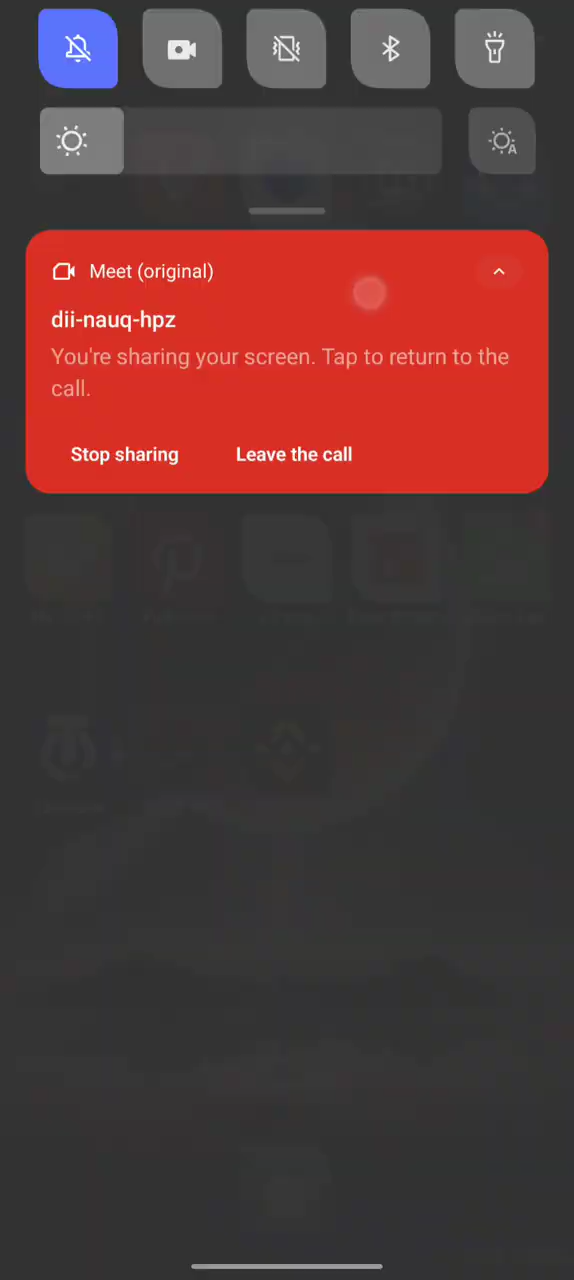 Meet (original)
dii-nauq-hpz
You're sharing your screen. Tap to return to the
call.
Stop sharing Leave the call